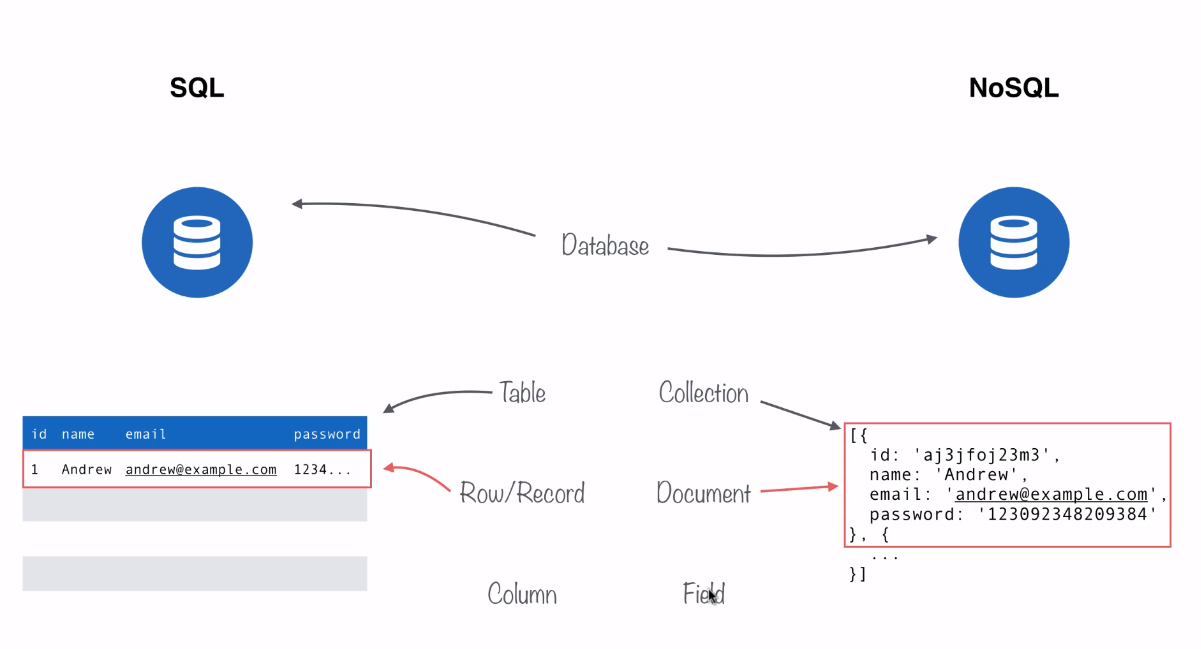 SQL
NoSQL
Database
Table
Collection
id name email password
1 Andrew andrew@example.com 1234...
Row/Record
Document
Column
Field
[{
id: 'aj3jfoj23m3',
name: 'Andrew',
email: 'andrew@example.com',
password: '123092348209384'
}, {
...
}]